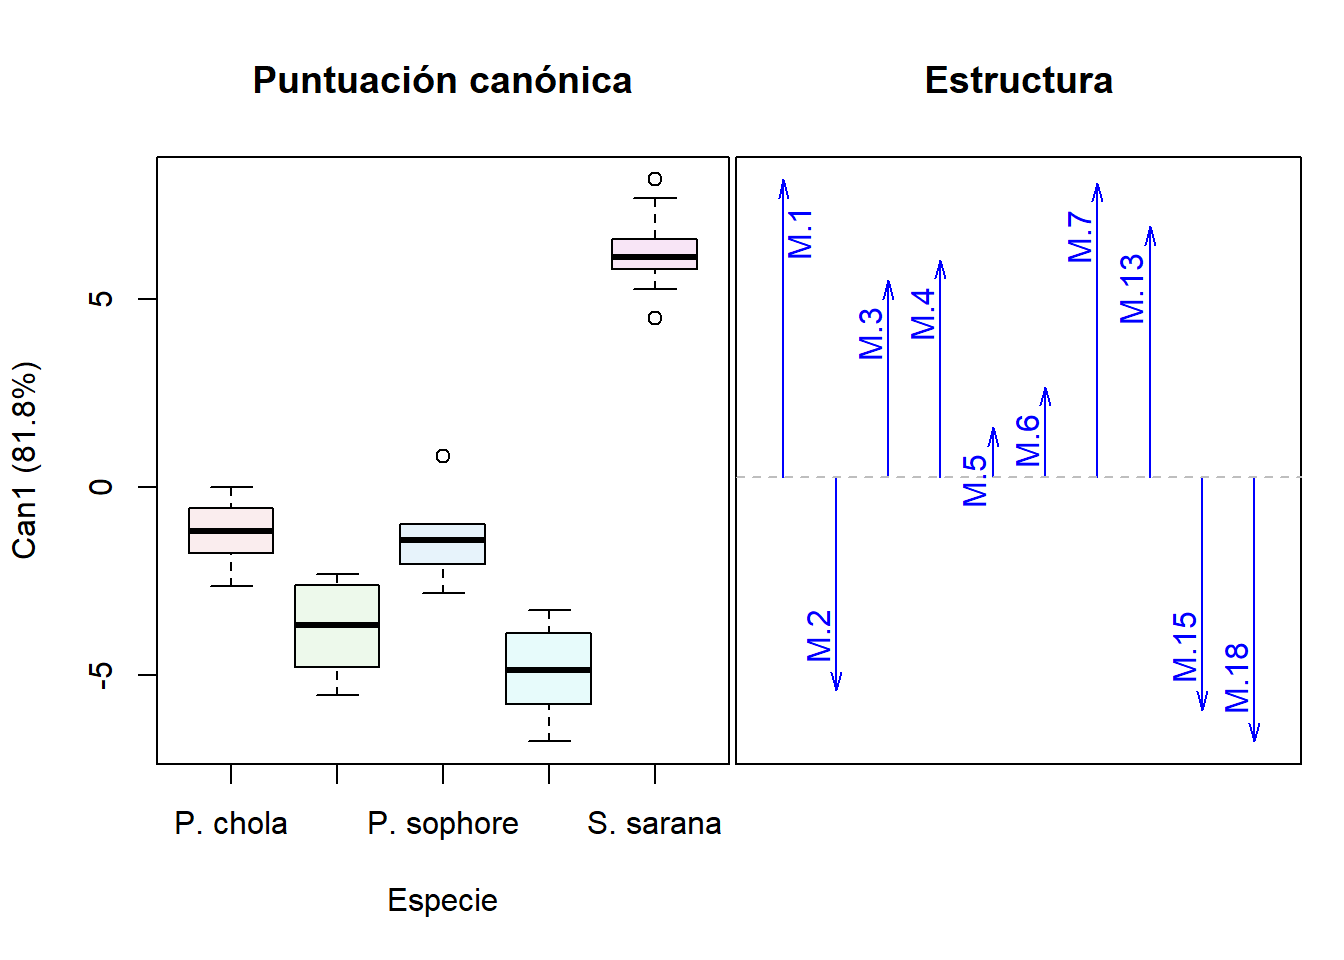 Puntuación canónica
Estructura
Can1 (81.8%)
5
0
-5
P. chola
P. sophore
S. sarana
Especie
M.1
M.2
M.3
M.4
M.5
M.6
M.7
M.13
M.15
M.18